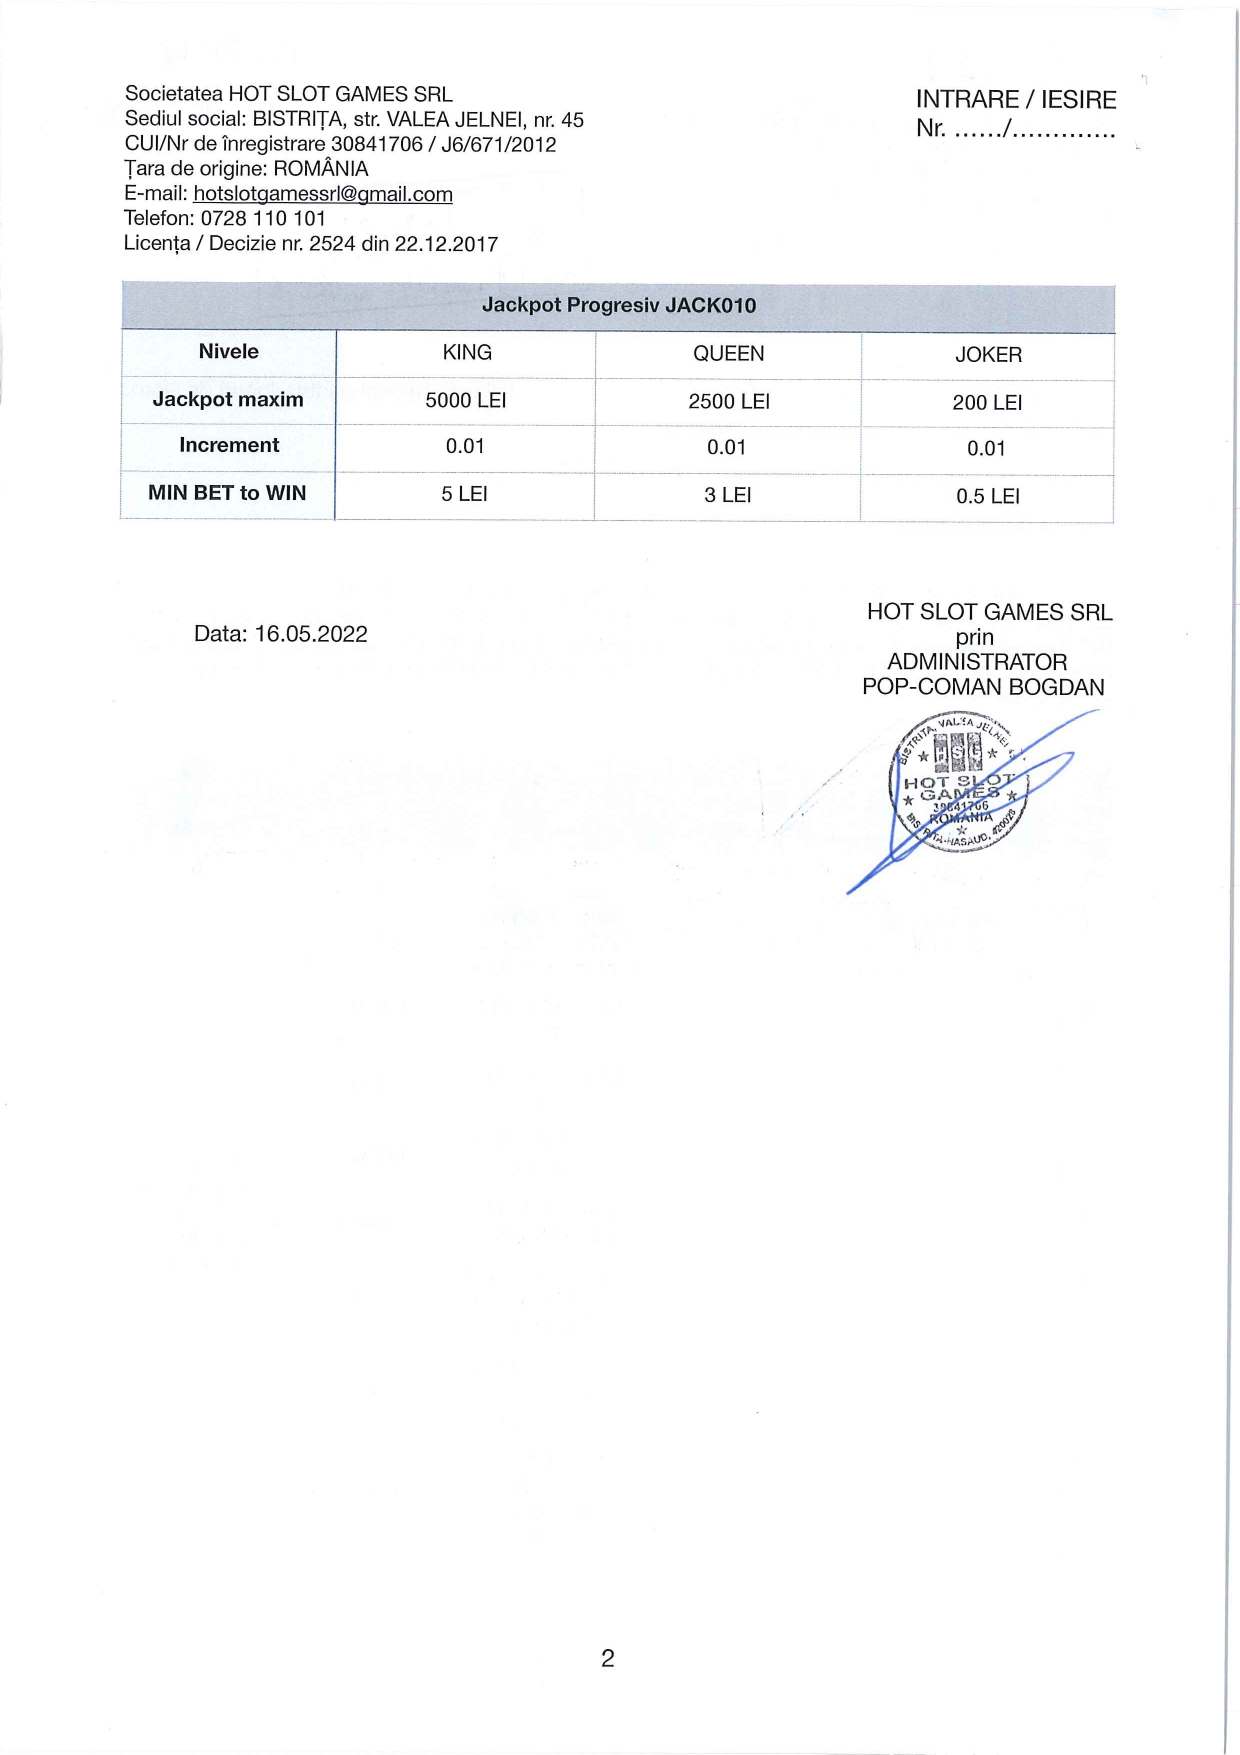 Societatea HOT SLOT GAMES SRL
Sediul social: BISTRIȚA, str. VALEA JELNEI, nr. 45
CUI/Nr de înregistrare 30841706 / J6/671/2012
Țara de origine: ROMÂNIA
E-mail: hotslotgamessrl@gmail.com
Telefon: 0728 110 101
Licența / Decizie nr. 2524 din 22.12.2017
INTRARE / IESIRE
Nr. ....../.............
Jackpot Progresiv JACK010
Nivele KING QUEEN JOKER
Jackpot maxim 5000 LEI 2500 LEI 200 LEI
Increment 0.01 0.01 0.01
MIN BET to WIN 5 LEI 3 LEI 0.5 LEI
Data: 16.05.2022
HOT SLOT GAMES SRL
prin
ADMINISTRATOR
POP-COMAN BOGDAN
BISTRITA, VALEA JELNEI
HSG
HOT SLOT
GAMES
30841706
ROMANIA
2